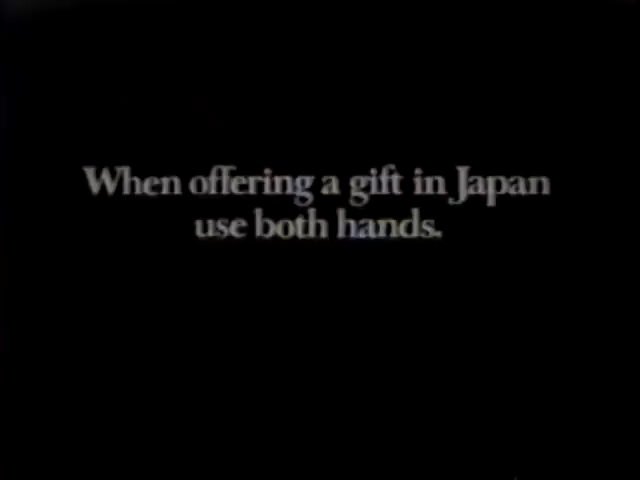 When offering a gift in Japan
use both hands.